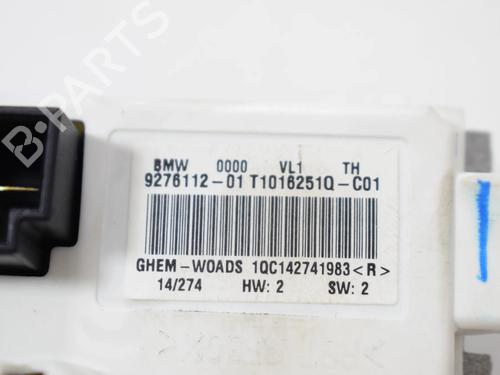 B-PARTS
BMW 0000 VL1 TH
9276112-01 T1016251Q-C01
GHEM-WOADS 1QC142741983<R>
14/274 HW: 2 SW: 2